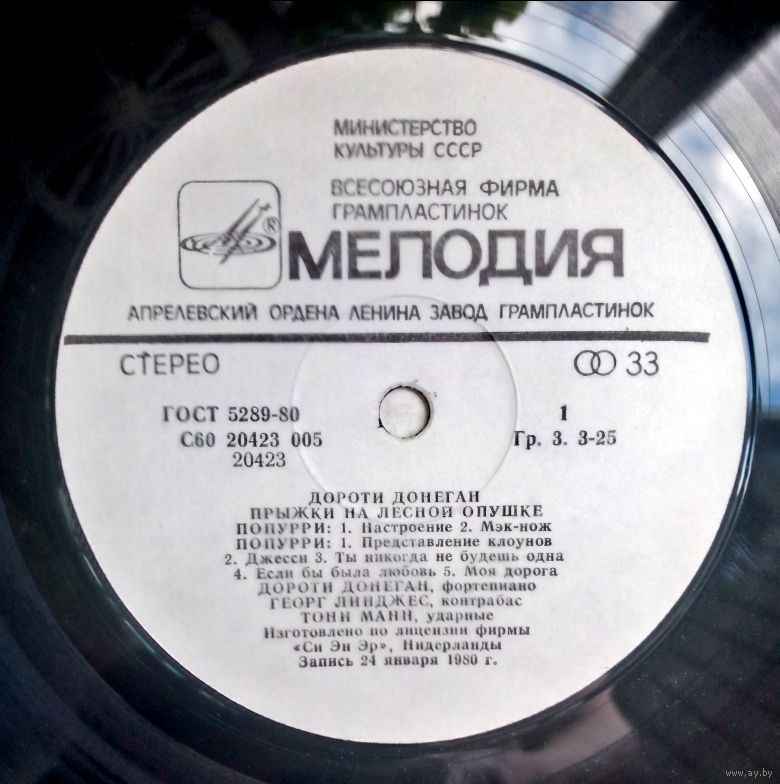 МИНИСТЕРСТВО
КУЛЬТУРЫ СССР
ВСЕСОЮЗНАЯ ФИРМА
ГРАМПЛАСТИНОК
®
МЕЛОДИЯ
АПРЕЛЕВСКИЙ ОРДЕНА ЛЕНИНА ЗАВОД ГРАМПЛАСТИНОК
СТЕРЕО 33
ГОСТ 5289-80 1
С60 20423 005 Гр. 3. 3-25
20423
ДОРОТИ ДОНЕГАН
ПРЫЖКИ НА ЛЕСНОЙ ОПУШКЕ
ПОПУРРИ: 1. Настроение 2. Мэк-нож
ПОПУРРИ: 1. Представление клоунов
2. Джесси 3. Ты никогда не будешь одна
4. Если бы была любовь 5. Моя дорога
ДОРОТИ ДОНЕГАН, фортепиано
ГЕОРГ ЛИНДЖЕС, контрабас
ТОНИ МАНН, ударные
Изготовлено по лицензии фирмы
«Си Эн Эр», Нидерланды
Запись 24 января 1980 г.
www.ay.by